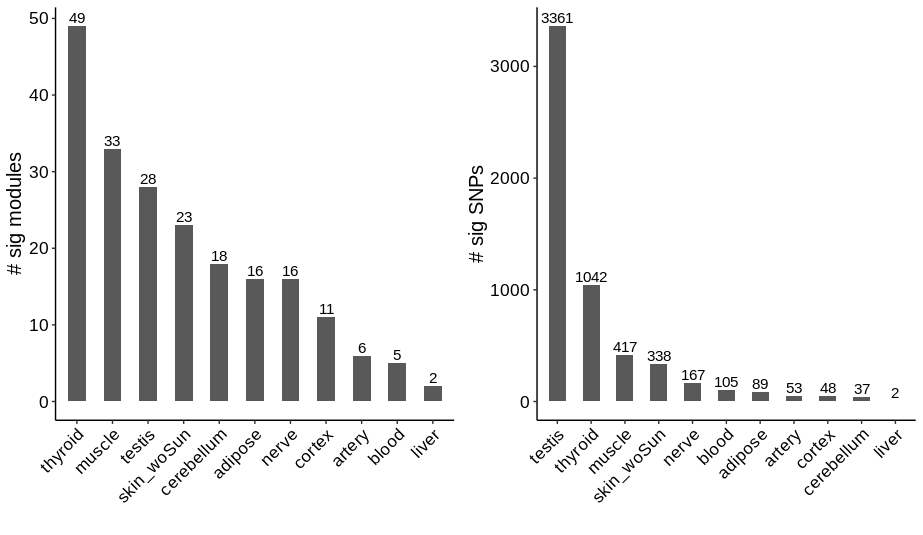 # sig modules
50
40
30
20
10
0
49
33
28
23
18
16
16
11
6
5
2
thyroid
muscle
testis
skin_woSun
cerebellum
adipose
nerve
cortex
artery
blood
liver
# sig SNPs
3000
2000
1000
0
3361
1042
417
338
167
105
89
53
48
37
2
testis
thyroid
muscle
skin_woSun
nerve
blood
adipose
artery
cortex
cerebellum
liver